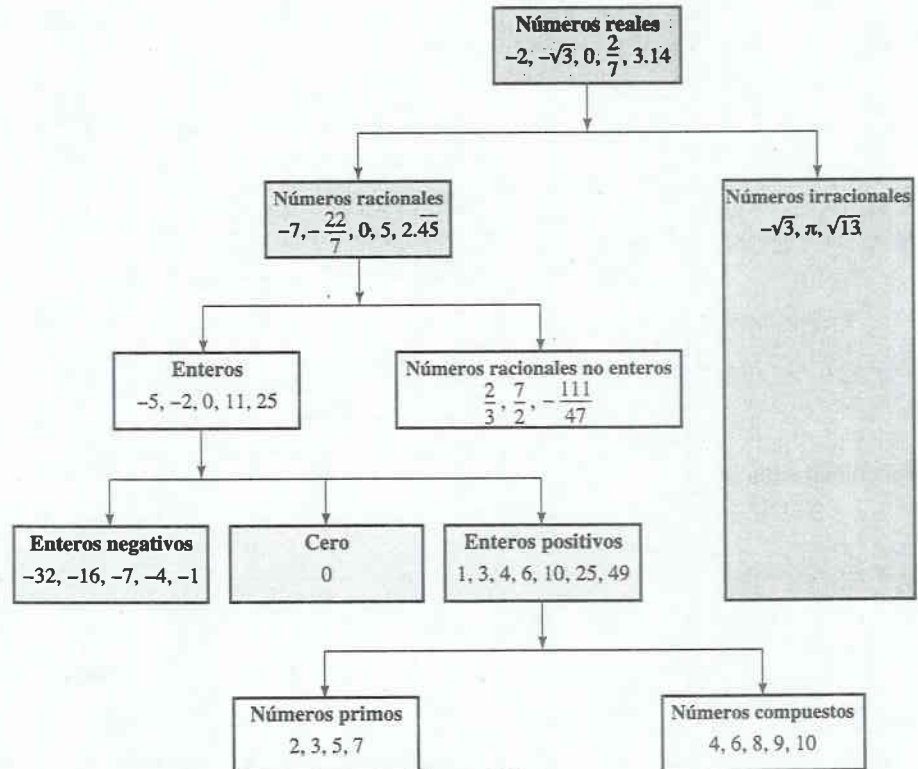 Números reales
−2, −√3, 0, 2/7, 3.14
Números racionales
−7, −22/7, 0, 5, 2.4̅5̅
Números irracionales
−√3, π, √13
Enteros
−5, −2, 0, 11, 25
Números racionales no enteros
2/3, 7/2, −111/47
Enteros negativos
−32, −16, −7, −4, −1
Cero
0
Enteros positivos
1, 3, 4, 6, 10, 25, 49
Números primos
2, 3, 5, 7
Números compuestos
4, 6, 8, 9, 10